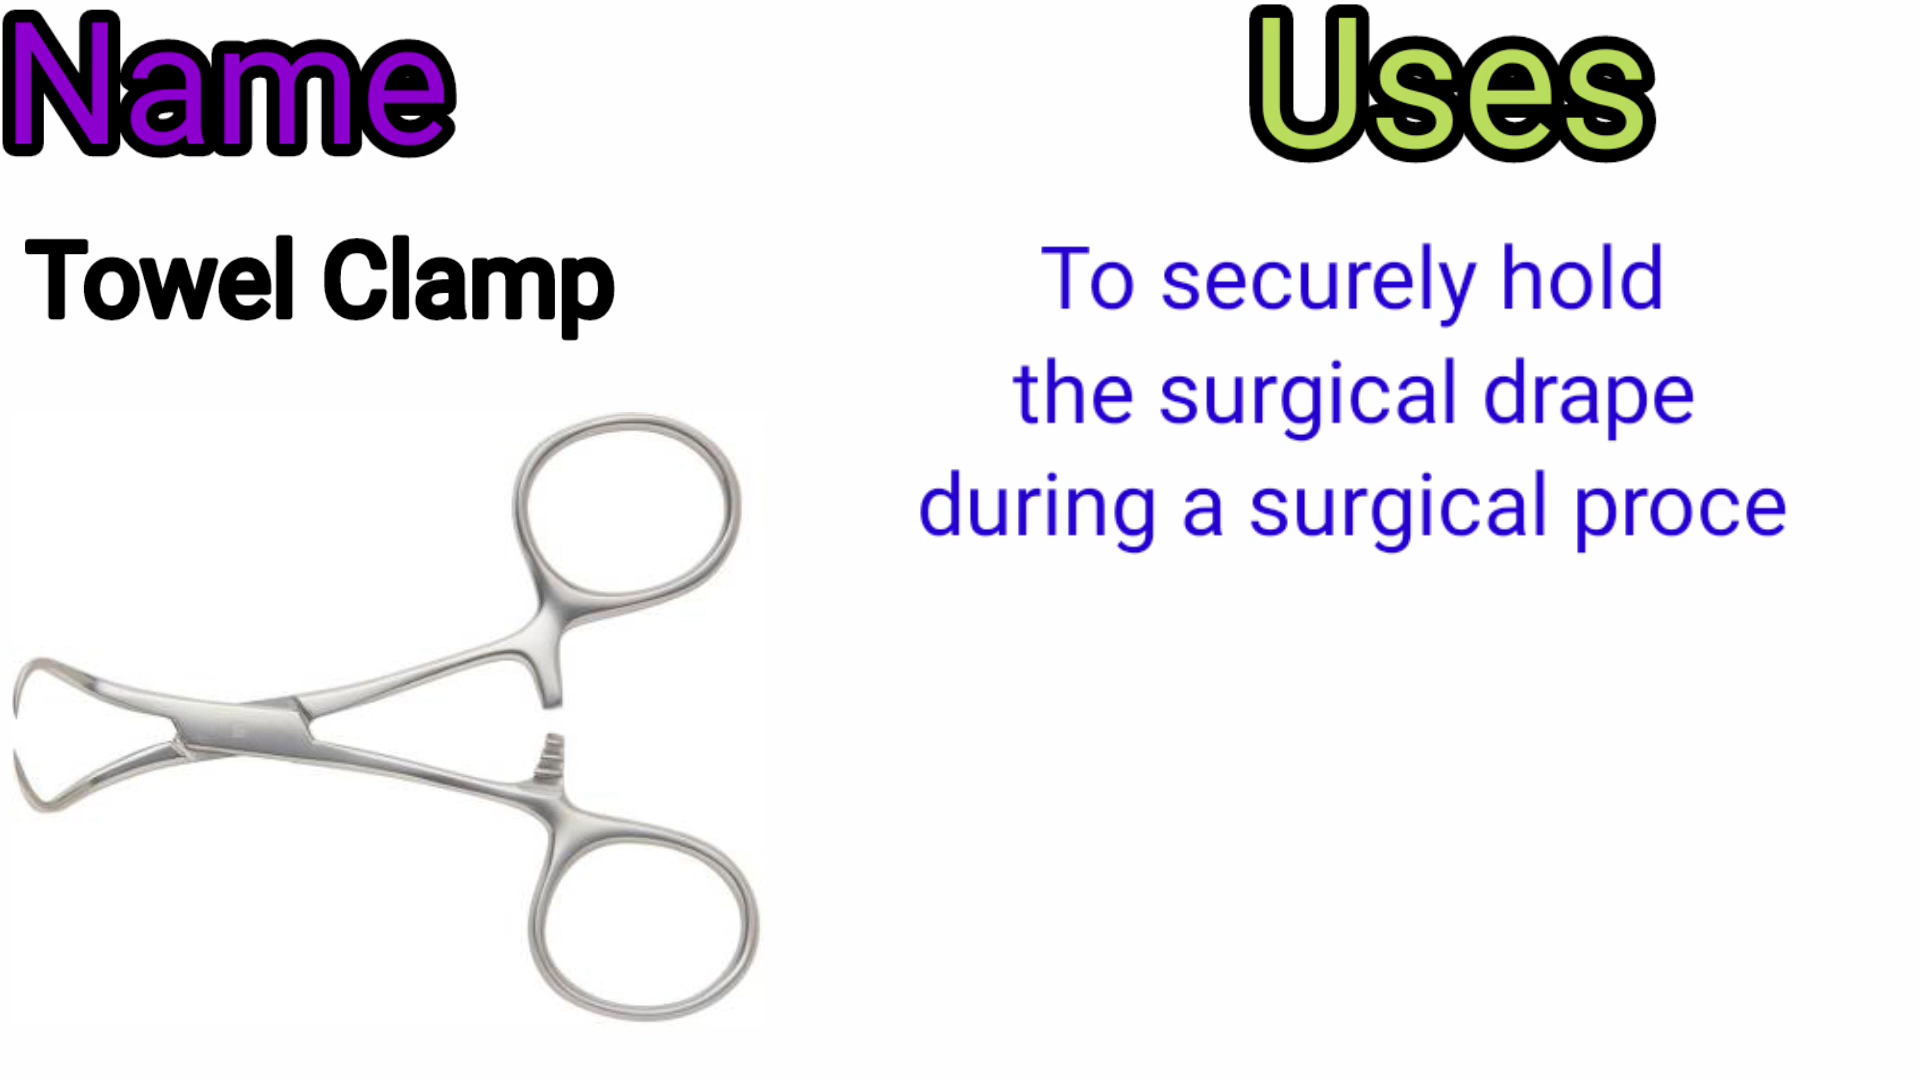 Name
Uses
Towel Clamp
To securely hold
the surgical drape
during a surgical proce